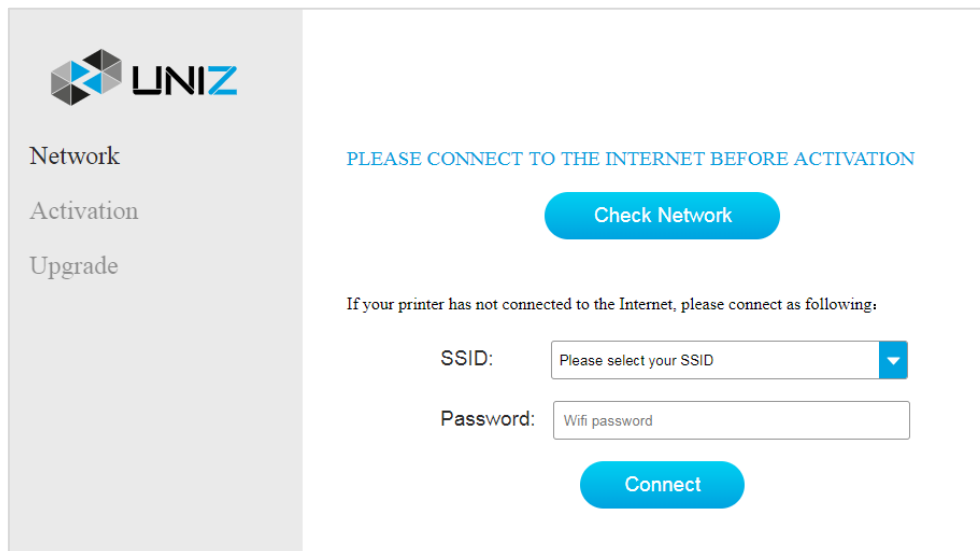 UNIZ
Network
Activation
Upgrade
PLEASE CONNECT TO THE INTERNET BEFORE ACTIVATION
Check Network
If your printer has not connected to the Internet, please connect as following：
SSID: Please select your SSID
Password: Wifi password
Connect